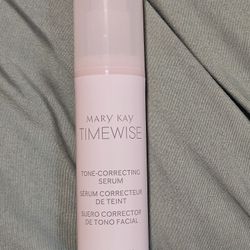 MARY KAY
TIMEWISE
TONE-CORRECTING
SERUM
SÉRUM CORRECTEUR
DE TEINT
SUERO CORRECTOR
DE TONO FACIAL